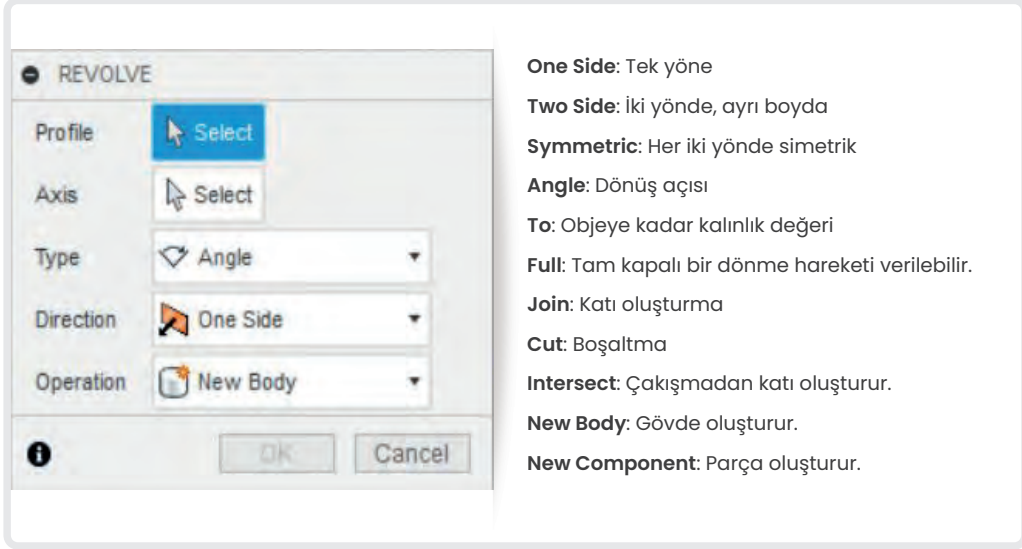 REVOLVE
Profile Select
Axis Select
Type Angle
Direction One Side
Operation New Body
OK Cancel
One Side: Tek yöne
Two Side: İki yönde, ayrı boyda
Symmetric: Her iki yönde simetrik
Angle: Dönüş açısı
To: Objeye kadar kalınlık değeri
Full: Tam kapalı bir dönme hareketi verilebilir.
Join: Katı oluşturma
Cut: Boşaltma
Intersect: Çakışmadan katı oluşturur.
New Body: Gövde oluşturur.
New Component: Parça oluşturur.